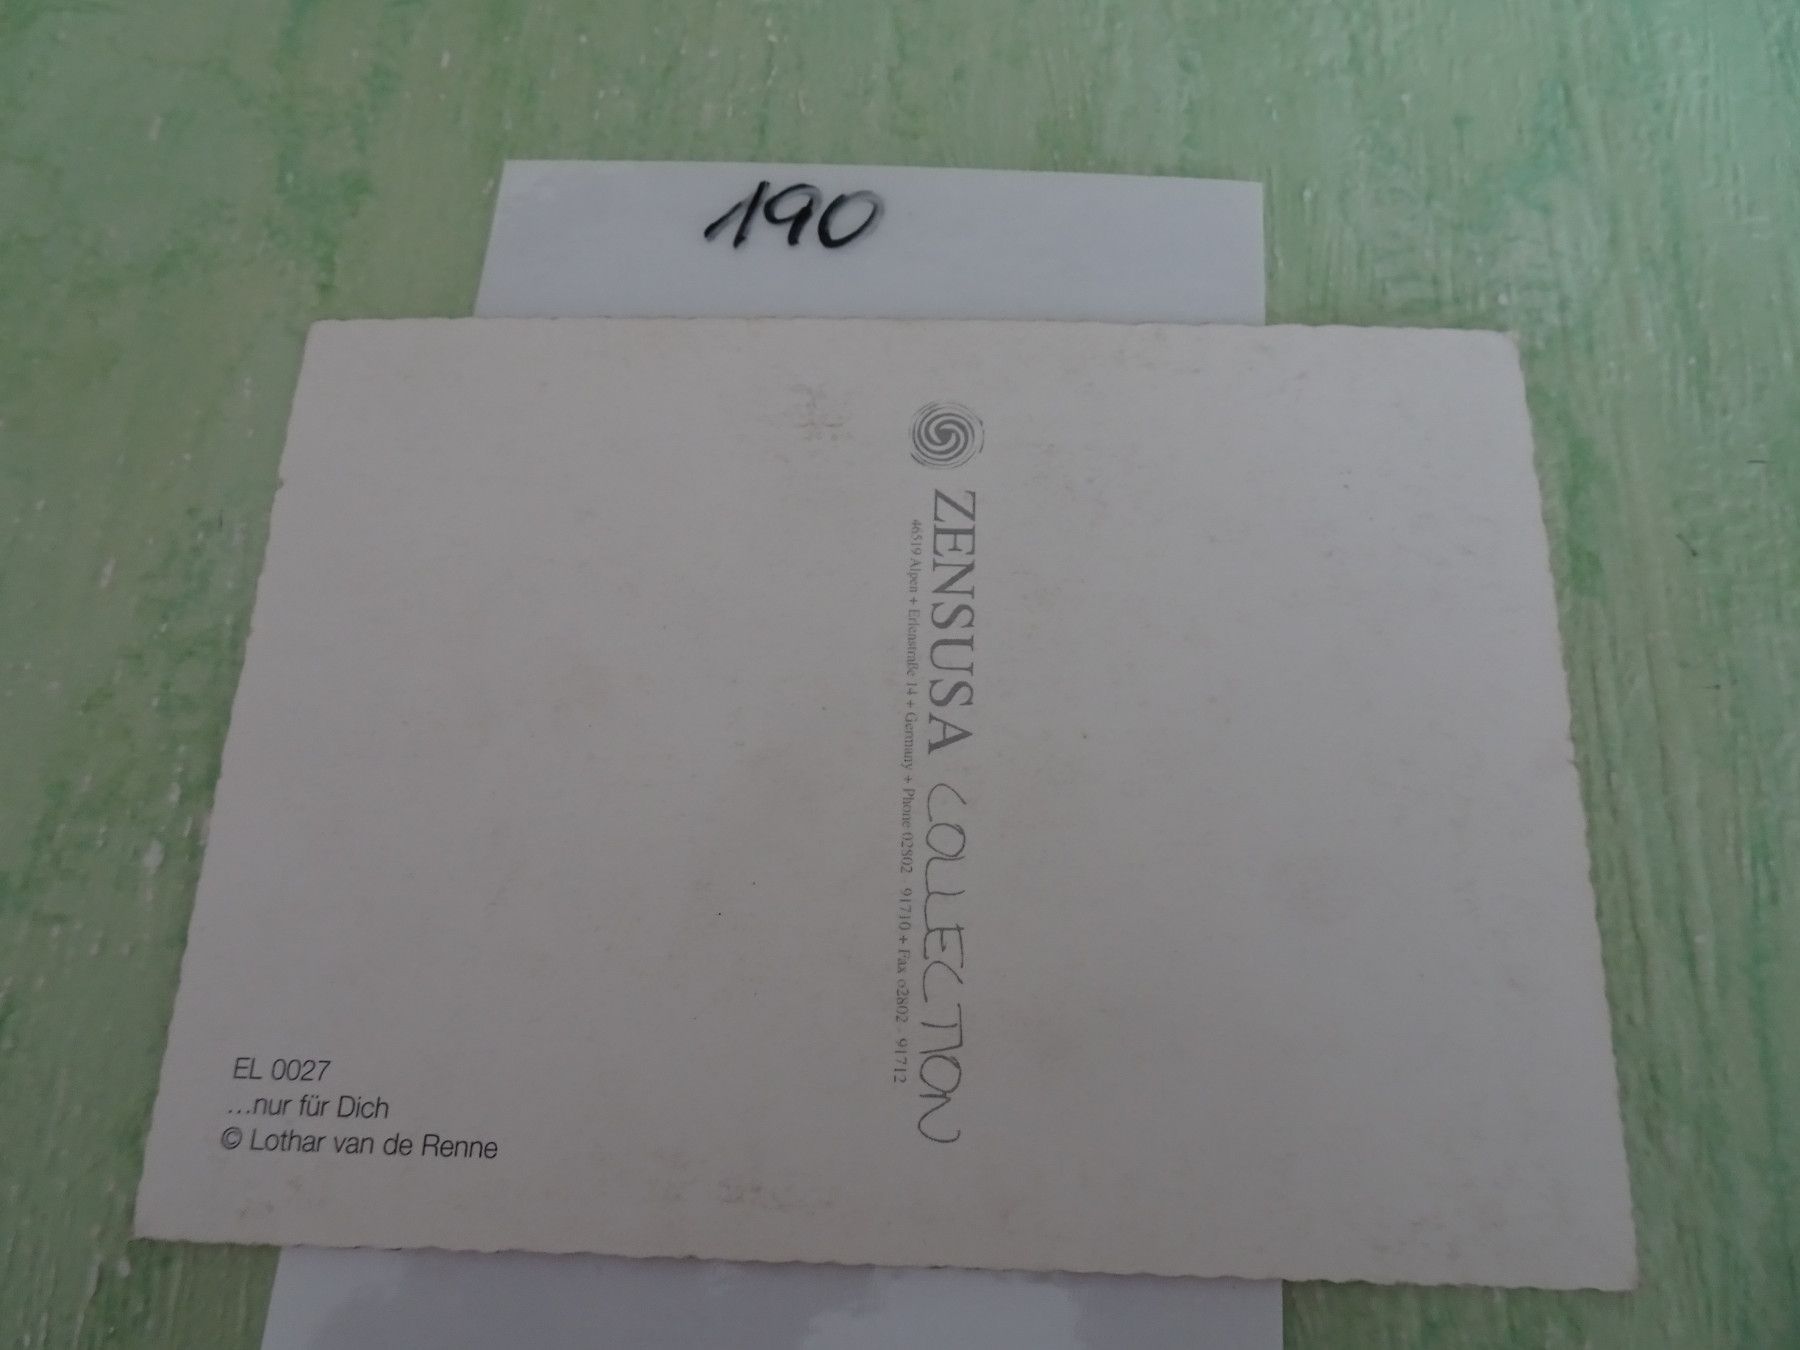 190
ZENSUSA COLLECTION
46519 Alpen + Erlenstraße 14 + Germany + Phone 02802 - 91710 + Fax o2802 - 91712
EL 0027
...nur für Dich
© Lothar van de Renne